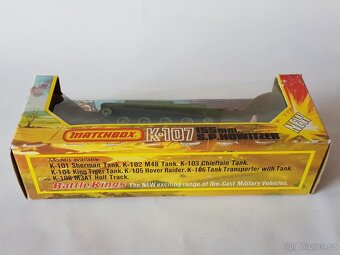 MATCHBOX K-107 155mm S.P. HOWITZER
NEW
Models available
K-101 Sherman Tank. K-102 M48 Tank. K-103 Chieftain Tank.
K-104 King Tiger Tank. K-105 Hover Raider. K-106 Tank Transporter with Tank.
K-108 M3A1 Half Track.
BattleKings The NEW exciting range of Die-Cast Military Vehicles.